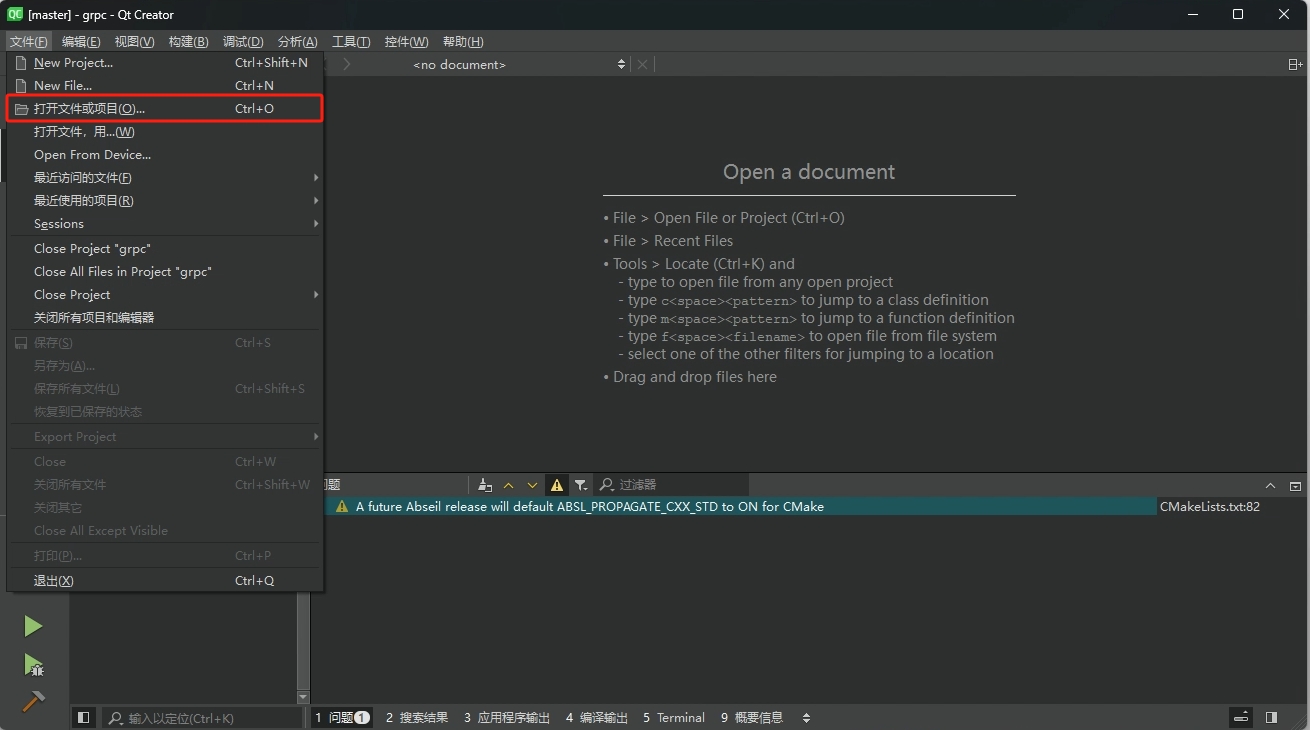 [master] - grpc - Qt Creator
文件(F) 编辑(E) 视图(V) 构建(B) 调试(D) 分析(A) 工具(T) 控件(W) 帮助(H)
<no document>
New Project... Ctrl+Shift+N
New File... Ctrl+N
打开文件或项目(O)... Ctrl+O
打开文件，用...(W)
Open From Device...
最近访问的文件(F)
最近使用的项目(R)
Sessions
Close Project "grpc"
Close All Files in Project "grpc"
Close Project
关闭所有项目和编辑器
保存(S) Ctrl+S
另存为(A)...
保存所有文件(L) Ctrl+Shift+S
恢复到已保存的状态
Export Project
Close Ctrl+W
关闭所有文件 Ctrl+Shift+W
关闭其它
Close All Except Visible
打印(P)... Ctrl+P
退出(X) Ctrl+Q
Open a document
• File > Open File or Project (Ctrl+O)
• File > Recent Files
• Tools > Locate (Ctrl+K) and
- type to open file from any open project
- type c<space><pattern> to jump to a class definition
- type m<space><pattern> to jump to a function definition
- type f<space><filename> to open file from file system
- select one of the other filters for jumping to a location
• Drag and drop files here
题 过滤器
A future Abseil release will default ABSL_PROPAGATE_CXX_STD to ON for CMake CMakeLists.txt:82
输入以定位(Ctrl+K) 1 问题 1 2 搜索结果 3 应用程序输出 4 编译输出 5 Terminal 9 概要信息